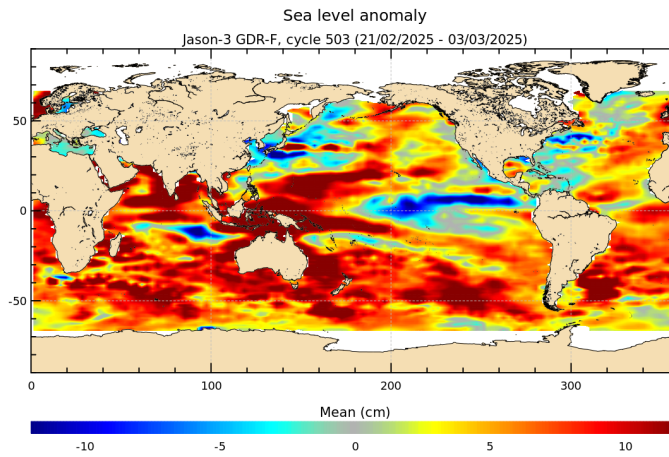 Sea level anomaly
Jason-3 GDR-F, cycle 503 (21/02/2025 - 03/03/2025)
50
0
-50
0 100 200 300
Mean (cm)
-10 -5 0 5 10